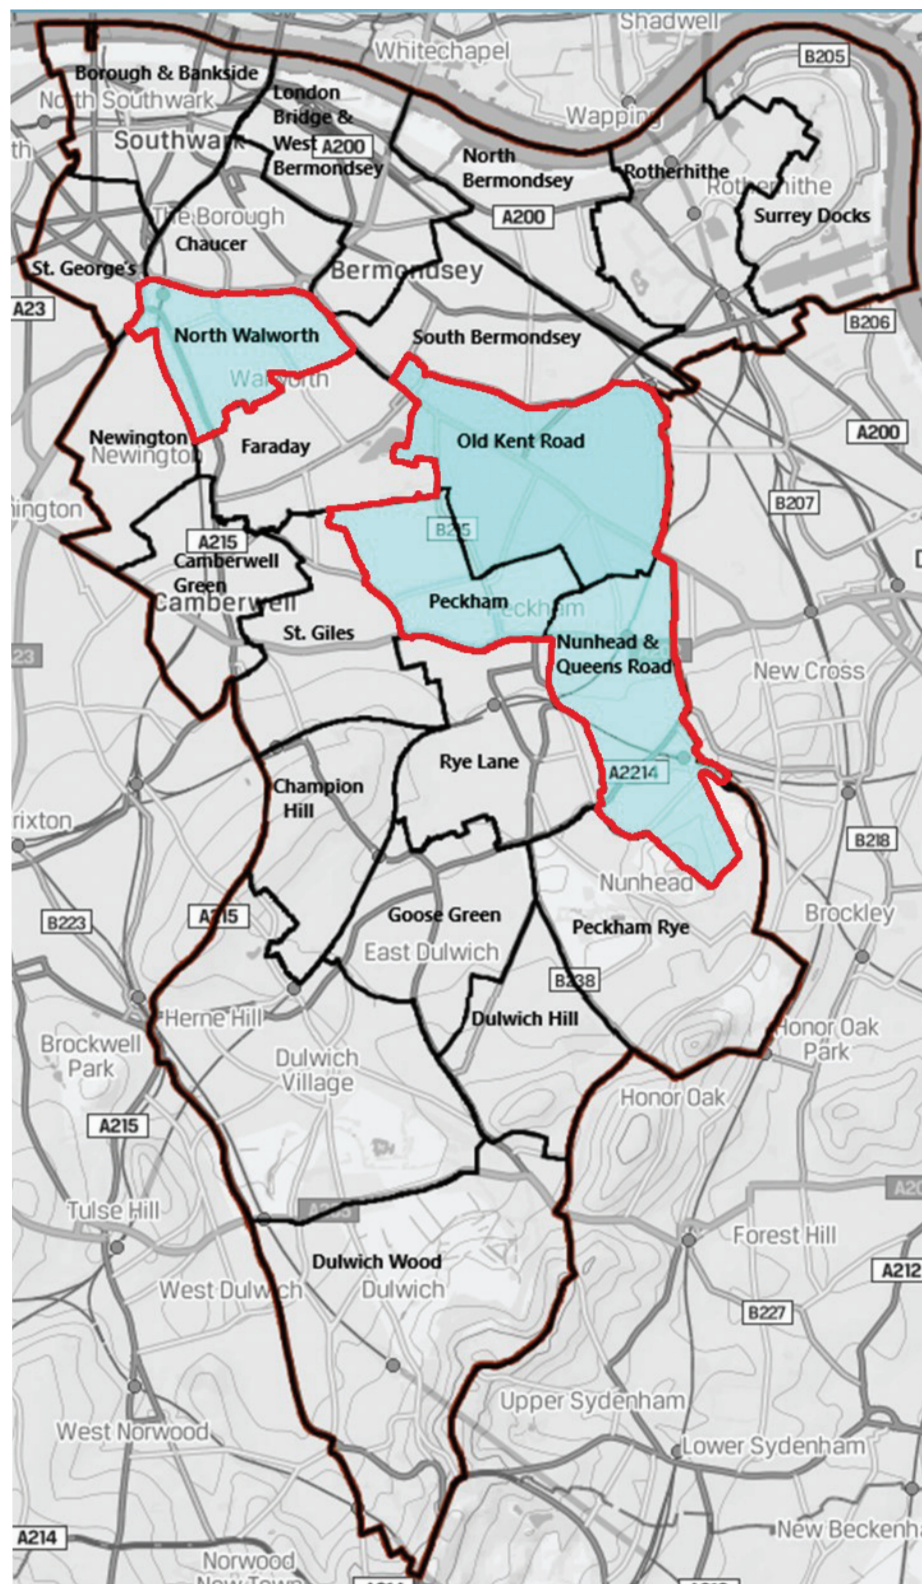 Shadwell
Whitechapel
B205
Borough & Bankside
North Southwark
London
Bridge &
West
Bermondsey
Wapping
Southwark
A200
North
Bermondsey
Rotherhithe
Rotherhithe
The Borough
A200
Surrey Docks
Chaucer
St. George's
Bermondsey
A23
B206
North Walworth
South Bermondsey
Walworth
Newington
Newington
Faraday
Old Kent Road
A200
B207
A215
B215
Camberwell
Green
Camberwell
Peckham
Peckham
St. Giles
Nunhead &
Queens Road
23
New Cross
Rye Lane
A2214
Champion
Hill
rixton
B218
Nunhead
B223
A215
Goose Green
Peckham Rye
Brockley
East Dulwich
B238
Herne Hill
Dulwich Hill
Honor Oak
Park
Brockwell
Park
Dulwich
Village
Honor Oak
A215
Tulse Hill
Forest Hill
Dulwich Wood
A212
West Dulwich
Dulwich
B227
Upper Sydenham
West Norwood
Lower Sydenham
A214
New Beckenh
Norwood
New Town